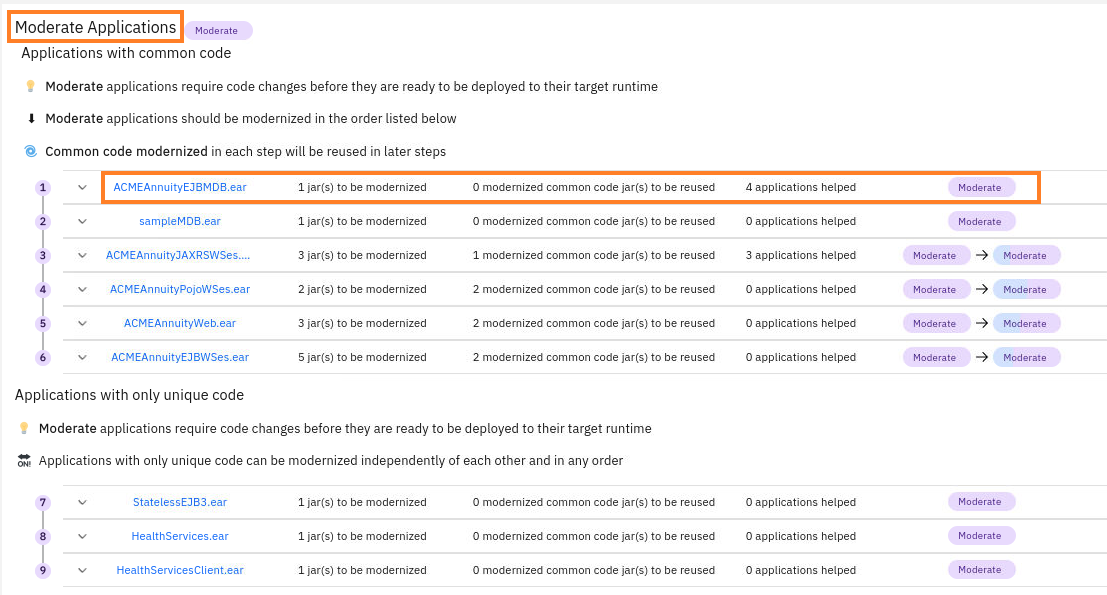 Moderate Applications Moderate
Applications with common code
Moderate applications require code changes before they are ready to be deployed to their target runtime
Moderate applications should be modernized in the order listed below
Common code modernized in each step will be reused in later steps
1 ACMEAnnuityEJBMDB.ear 1 jar(s) to be modernized 0 modernized common code jar(s) to be reused 4 applications helped Moderate
2 sampleMDB.ear 1 jar(s) to be modernized 0 modernized common code jar(s) to be reused 0 applications helped Moderate
3 ACMEAnnuityJAXRSWSes.... 3 jar(s) to be modernized 1 modernized common code jar(s) to be reused 3 applications helped Moderate → Moderate
4 ACMEAnnuityPojoWSes.ear 2 jar(s) to be modernized 2 modernized common code jar(s) to be reused 0 applications helped Moderate → Moderate
5 ACMEAnnuityWeb.ear 3 jar(s) to be modernized 2 modernized common code jar(s) to be reused 0 applications helped Moderate → Moderate
6 ACMEAnnuityEJBWSes.ear 5 jar(s) to be modernized 2 modernized common code jar(s) to be reused 0 applications helped Moderate → Moderate
Applications with only unique code
Moderate applications require code changes before they are ready to be deployed to their target runtime
ON! Applications with only unique code can be modernized independently of each other and in any order
7 StatelessEJB3.ear 1 jar(s) to be modernized 0 modernized common code jar(s) to be reused 0 applications helped Moderate
8 HealthServices.ear 1 jar(s) to be modernized 0 modernized common code jar(s) to be reused 0 applications helped Moderate
9 HealthServicesClient.ear 1 jar(s) to be modernized 0 modernized common code jar(s) to be reused 0 applications helped Moderate